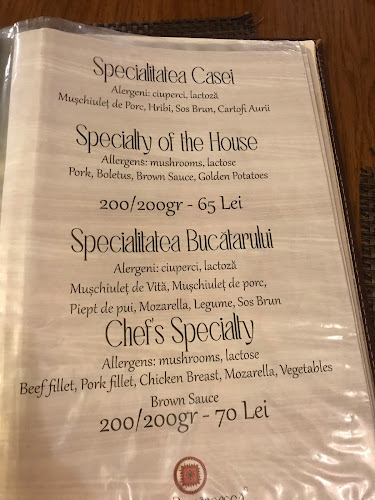 Specialitatea Casei
Alergeni: ciuperci, lactoză
Mușchiuleț de Porc, Hribi, Sos Brun, Cartofi Aurii
Specialty of the House
Allergens: mushrooms, lactose
Pork, Boletus, Brown Sauce, Golden Potatoes
200/200gr - 65 Lei
Specialitatea Bucătarului
Alergeni: ciuperci, lactoză
Mușchiuleț de Vită, Mușchiuleț de porc,
Piept de pui, Mozarella, Legume, Sos Brun
Chef's Specialty
Allergens: mushrooms, lactose
Beef fillet, Pork fillet, Chicken Breast, Mozarella, Vegetables
Brown Sauce
200/200gr - 70 Lei